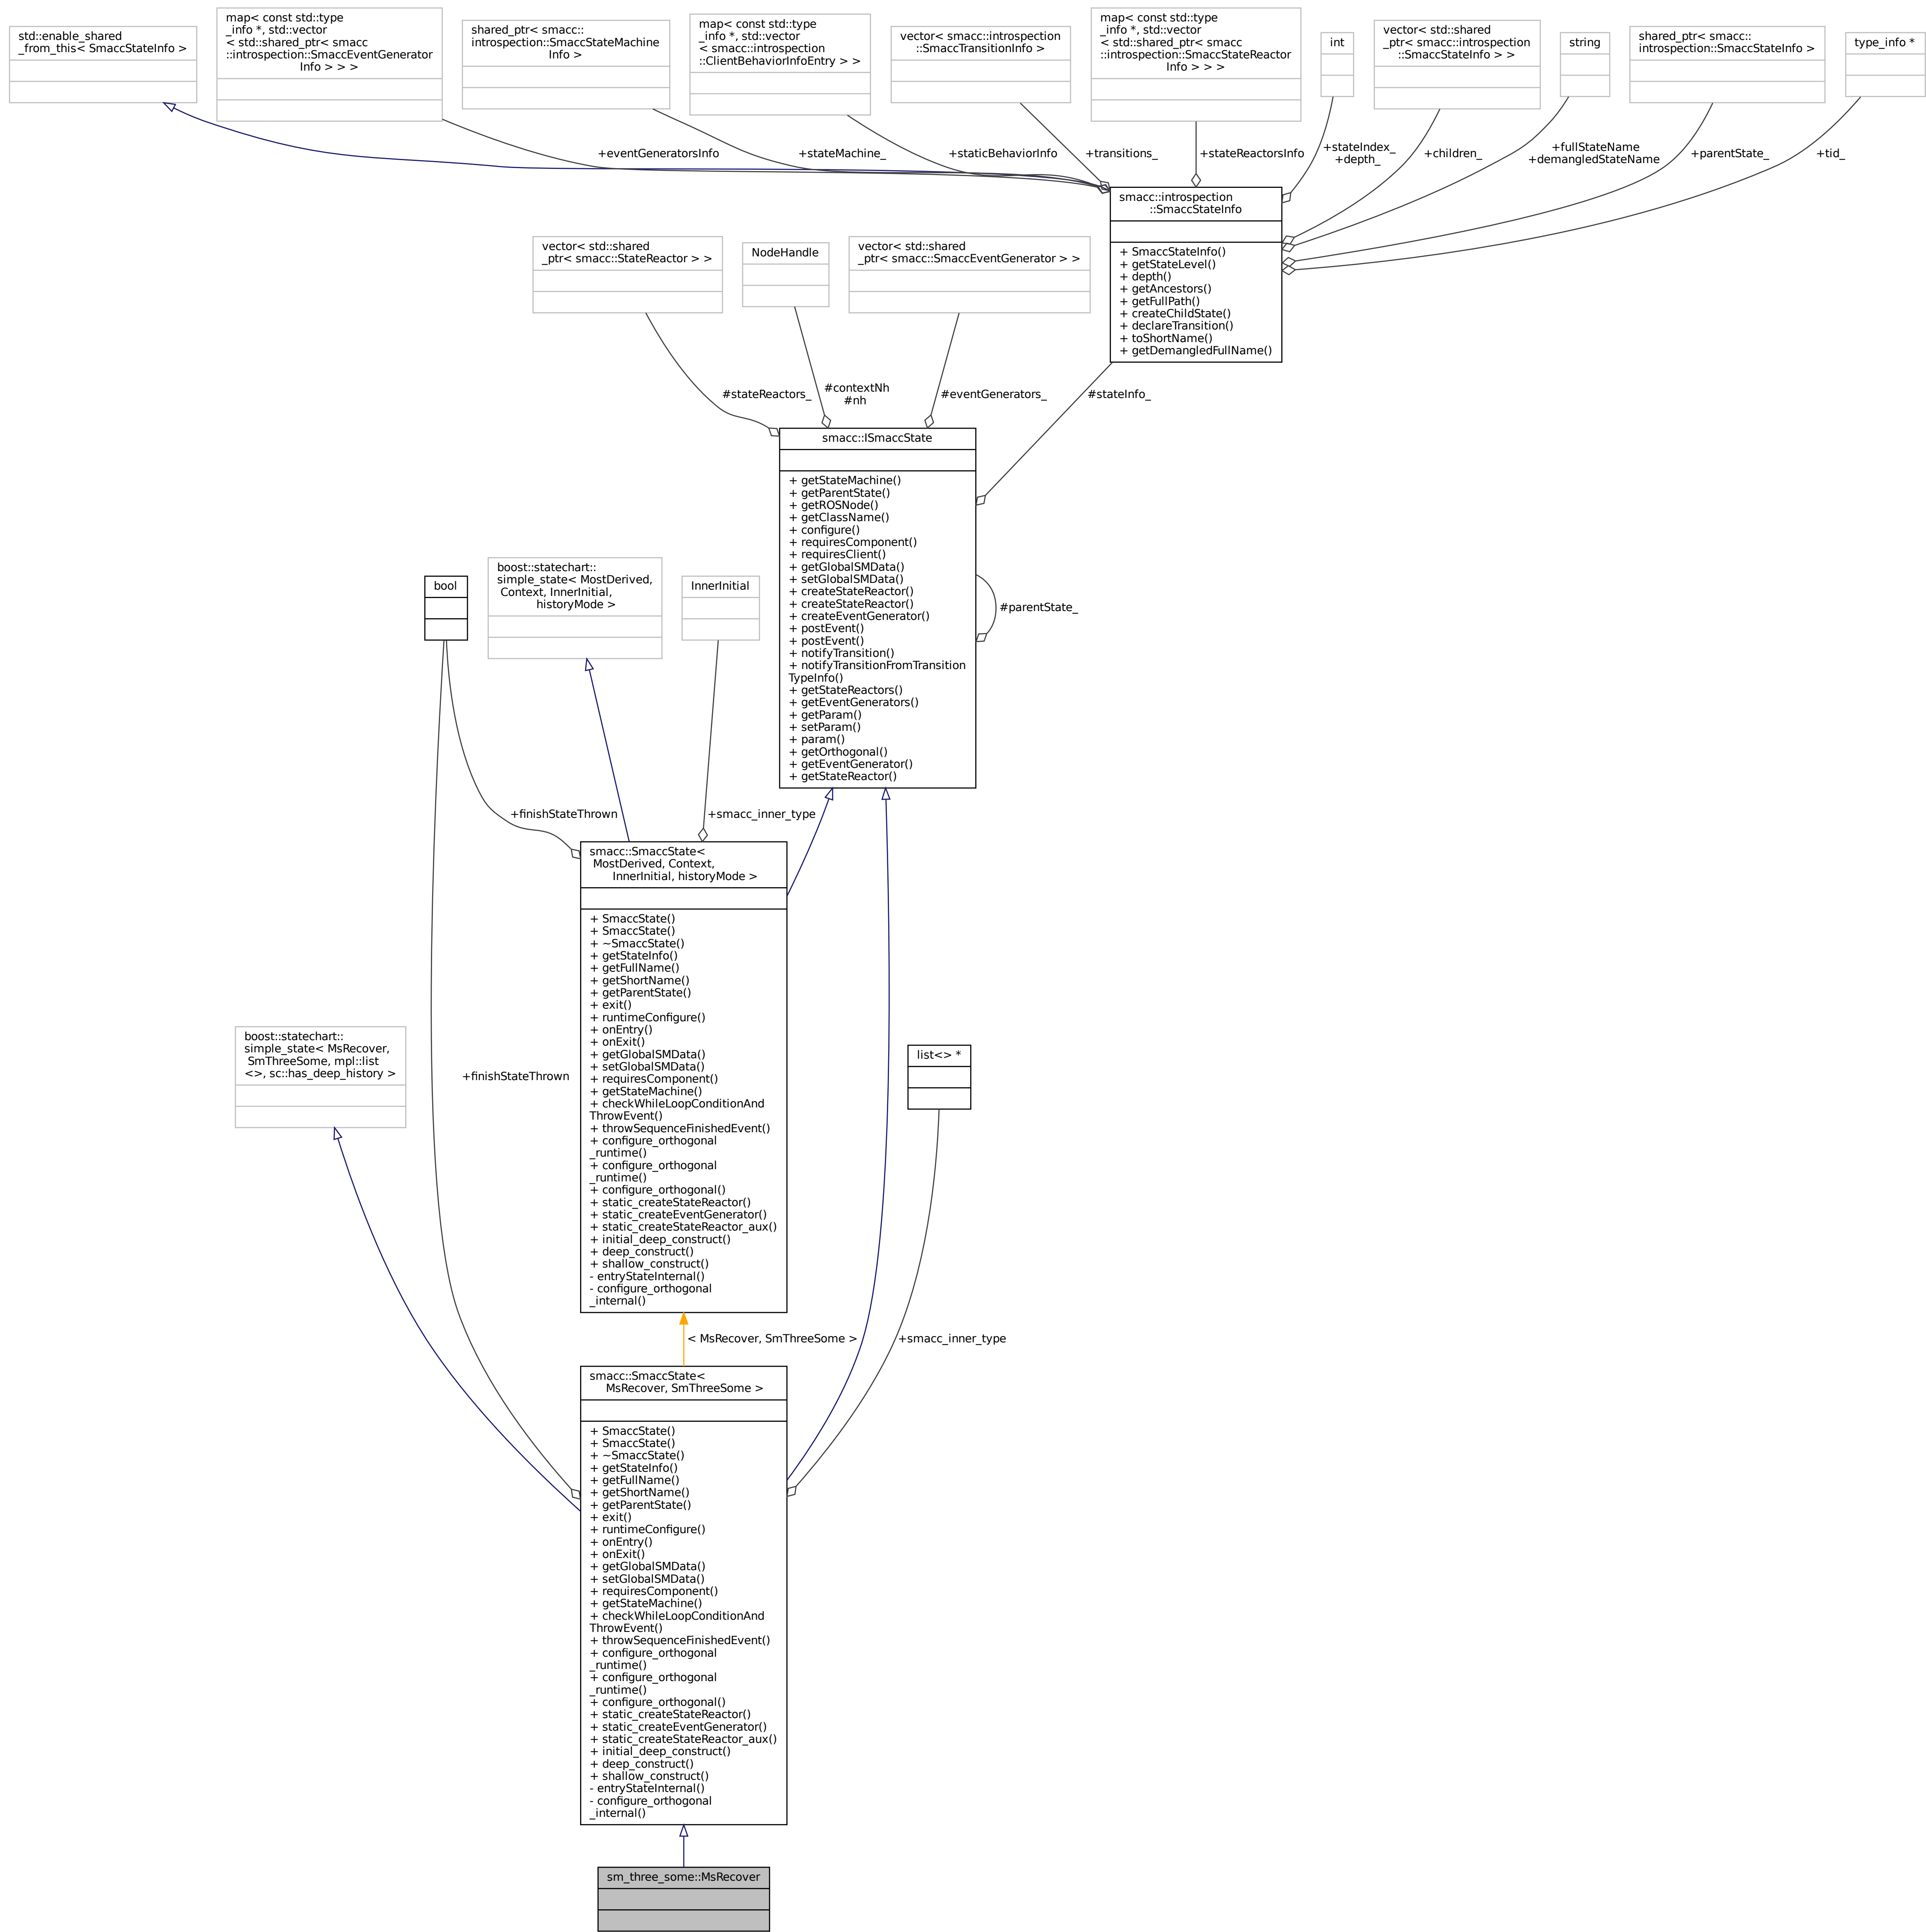 std::enable_shared
_from_this< SmaccStateInfo >
map< const std::type
_info *, std::vector
< std::shared_ptr< smacc
::introspection::SmaccEventGenerator
Info > > >
shared_ptr< smacc::
introspection::SmaccStateMachine
Info >
map< const std::type
_info *, std::vector
< smacc::introspection
::ClientBehaviorInfoEntry > >
vector< smacc::introspection
::SmaccTransitionInfo >
map< const std::type
_info *, std::vector
< std::shared_ptr< smacc
::introspection::SmaccStateReactor
Info > > >
int
vector< std::shared
_ptr< smacc::introspection
::SmaccStateInfo > >
string
shared_ptr< smacc::
introspection::SmaccStateInfo >
type_info *
+eventGeneratorsInfo
+stateMachine_
+staticBehaviorInfo
+transitions_
+stateReactorsInfo
+stateIndex_
+depth_
+children_
+fullStateName
+demangledStateName
+parentState_
+tid_
smacc::introspection
::SmaccStateInfo
+ SmaccStateInfo()
+ getStateLevel()
+ depth()
+ getAncestors()
+ getFullPath()
+ createChildState()
+ declareTransition()
+ toShortName()
+ getDemangledFullName()
vector< std::shared
_ptr< smacc::StateReactor > >
NodeHandle
vector< std::shared
_ptr< smacc::SmaccEventGenerator > >
#stateReactors_
#contextNh
#nh
#eventGenerators_
#stateInfo_
smacc::ISmaccState
+ getStateMachine()
+ getParentState()
+ getROSNode()
+ getClassName()
+ configure()
+ requiresComponent()
+ requiresClient()
+ getGlobalSMData()
+ setGlobalSMData()
+ createStateReactor()
+ createStateReactor()
+ createEventGenerator()
+ postEvent()
+ postEvent()
+ notifyTransition()
+ notifyTransitionFromTransition
TypeInfo()
+ getStateReactors()
+ getEventGenerators()
+ getParam()
+ setParam()
+ param()
+ getOrthogonal()
+ getEventGenerator()
+ getStateReactor()
#parentState_
bool
boost::statechart::
simple_state< MostDerived,
Context, InnerInitial,
historyMode >
InnerInitial
+finishStateThrown
+smacc_inner_type
smacc::SmaccState<
MostDerived, Context,
InnerInitial, historyMode >
+ SmaccState()
+ SmaccState()
+ ~SmaccState()
+ getStateInfo()
+ getFullName()
+ getShortName()
+ getParentState()
+ exit()
+ runtimeConfigure()
+ onEntry()
+ onExit()
+ getGlobalSMData()
+ setGlobalSMData()
+ requiresComponent()
+ getStateMachine()
+ checkWhileLoopConditionAnd
ThrowEvent()
+ throwSequenceFinishedEvent()
+ configure_orthogonal
_runtime()
+ configure_orthogonal
_runtime()
+ configure_orthogonal()
+ static_createStateReactor()
+ static_createEventGenerator()
+ static_createStateReactor_aux()
+ initial_deep_construct()
+ deep_construct()
+ shallow_construct()
- entryStateInternal()
- configure_orthogonal
_internal()
boost::statechart::
simple_state< MsRecover,
SmThreeSome, mpl::list
<>, sc::has_deep_history >
+finishStateThrown
list<> *
< MsRecover, SmThreeSome >
+smacc_inner_type
smacc::SmaccState<
MsRecover, SmThreeSome >
+ SmaccState()
+ SmaccState()
+ ~SmaccState()
+ getStateInfo()
+ getFullName()
+ getShortName()
+ getParentState()
+ exit()
+ runtimeConfigure()
+ onEntry()
+ onExit()
+ getGlobalSMData()
+ setGlobalSMData()
+ requiresComponent()
+ getStateMachine()
+ checkWhileLoopConditionAnd
ThrowEvent()
+ throwSequenceFinishedEvent()
+ configure_orthogonal
_runtime()
+ configure_orthogonal
_runtime()
+ configure_orthogonal()
+ static_createStateReactor()
+ static_createEventGenerator()
+ static_createStateReactor_aux()
+ initial_deep_construct()
+ deep_construct()
+ shallow_construct()
- entryStateInternal()
- configure_orthogonal
_internal()
sm_three_some::MsRecover